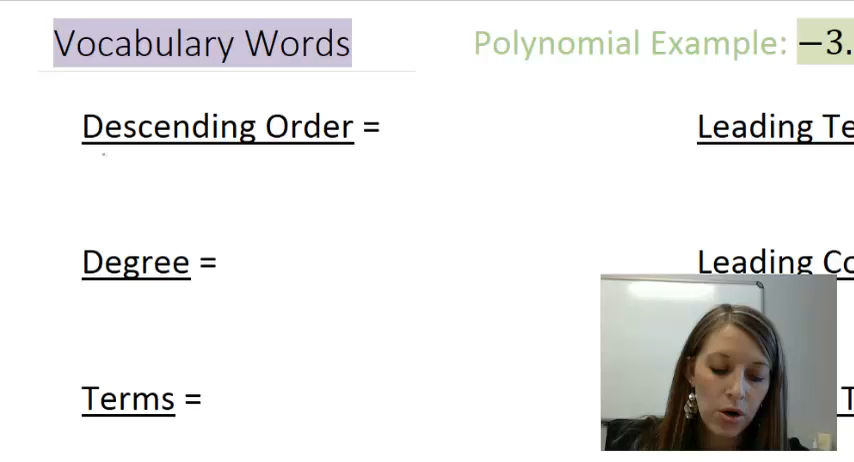 Vocabulary Words
Polynomial Example: −3.
Descending Order =
Leading Te
Degree =
Leading Co
Terms =
T